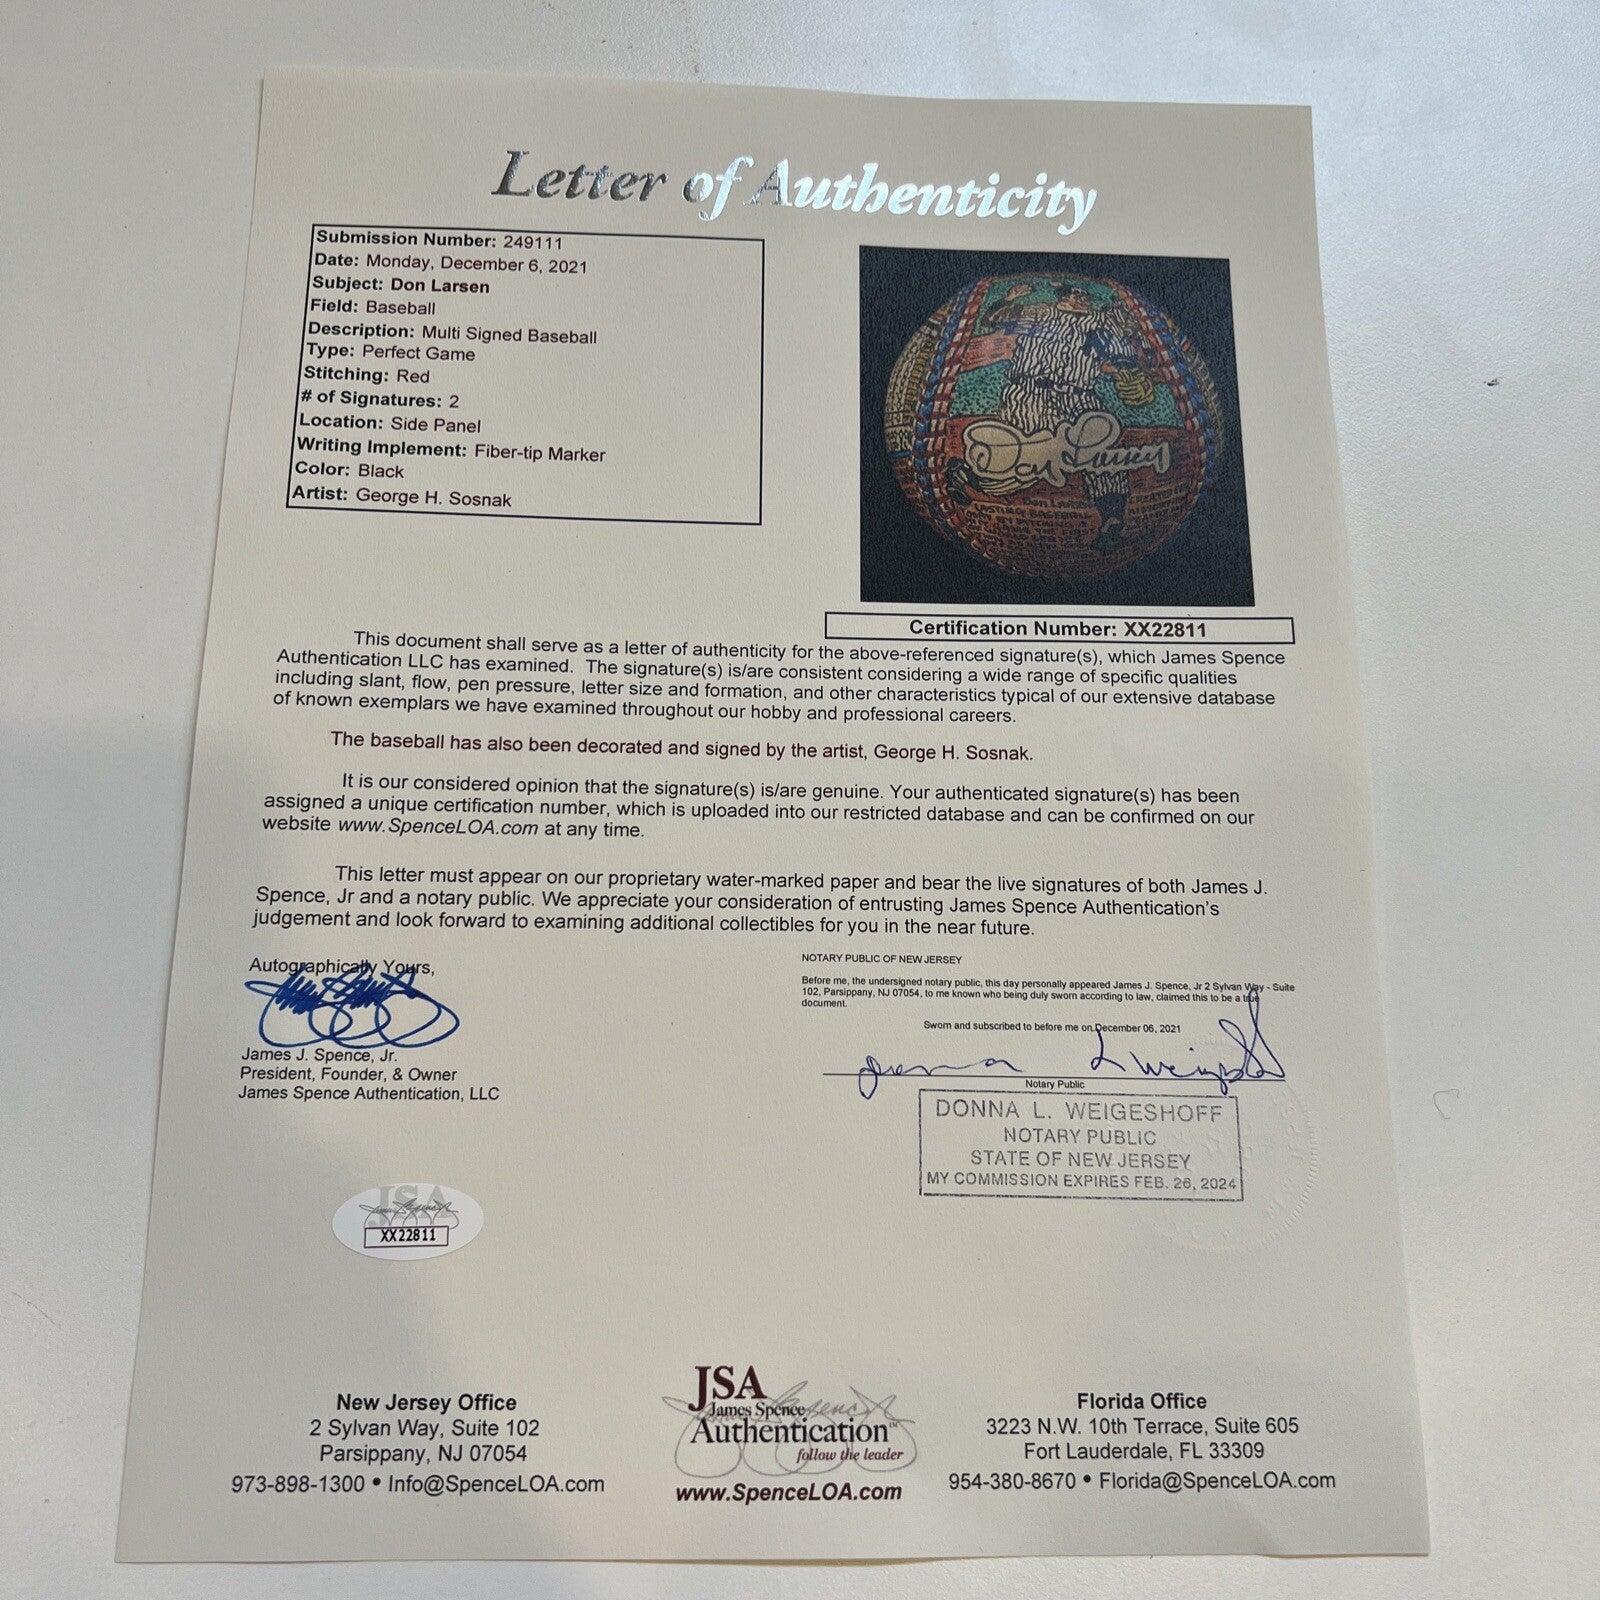 Letter of Authenticity
Submission Number: 249111
Date: Monday, December 6, 2021
Subject: Don Larsen
Field: Baseball
Description: Multi Signed Baseball
Type: Perfect Game
Stitching: Red
# of Signatures: 2
Location: Side Panel
Writing Implement: Fiber-tip Marker
Color: Black
Artist: George H. Sosnak
Don Larsen
Certification Number: XX22811
This document shall serve as a letter of authenticity for the above-referenced signature(s), which James Spence
Authentication LLC has examined. The signature(s) is/are consistent considering a wide range of specific qualities
including slant, flow, pen pressure, letter size and formation, and other characteristics typical of our extensive database
of known exemplars we have examined throughout our hobby and professional careers.
The baseball has also been decorated and signed by the artist, George H. Sosnak.
It is our considered opinion that the signature(s) is/are genuine. Your authenticated signature(s) has been
assigned a unique certification number, which is uploaded into our restricted database and can be confirmed on our
website www.SpenceLOA.com at any time.
This letter must appear on our proprietary water-marked paper and bear the live signatures of both James J.
Spence, Jr and a notary public. We appreciate your consideration of entrusting James Spence Authentication's
judgement and look forward to examining additional collectibles for you in the near future.
Autographically Yours,
James J. Spence, Jr.
President, Founder, & Owner
James Spence Authentication, LLC
NOTARY PUBLIC OF NEW JERSEY
Before me, the undersigned notary public, this day personally appeared James J. Spence, Jr 2 Sylvan Way - Suite
102, Parsippany, NJ 07054, to me known who being duly sworn according to law, claimed this to be a true
document.
Sworn and subscribed to before me on December 06, 2021
Notary Public
DONNA L. WEIGESHOFF
NOTARY PUBLIC
STATE OF NEW JERSEY
MY COMMISSION EXPIRES FEB. 26, 2024
JSA
XX22811
New Jersey Office
2 Sylvan Way, Suite 102
Parsippany, NJ 07054
973-898-1300 • Info@SpenceLOA.com
JSA
James Spence
Authentication™
follow the leader
www.SpenceLOA.com
Florida Office
3223 N.W. 10th Terrace, Suite 605
Fort Lauderdale, FL 33309
954-380-8670 • Florida@SpenceLOA.com